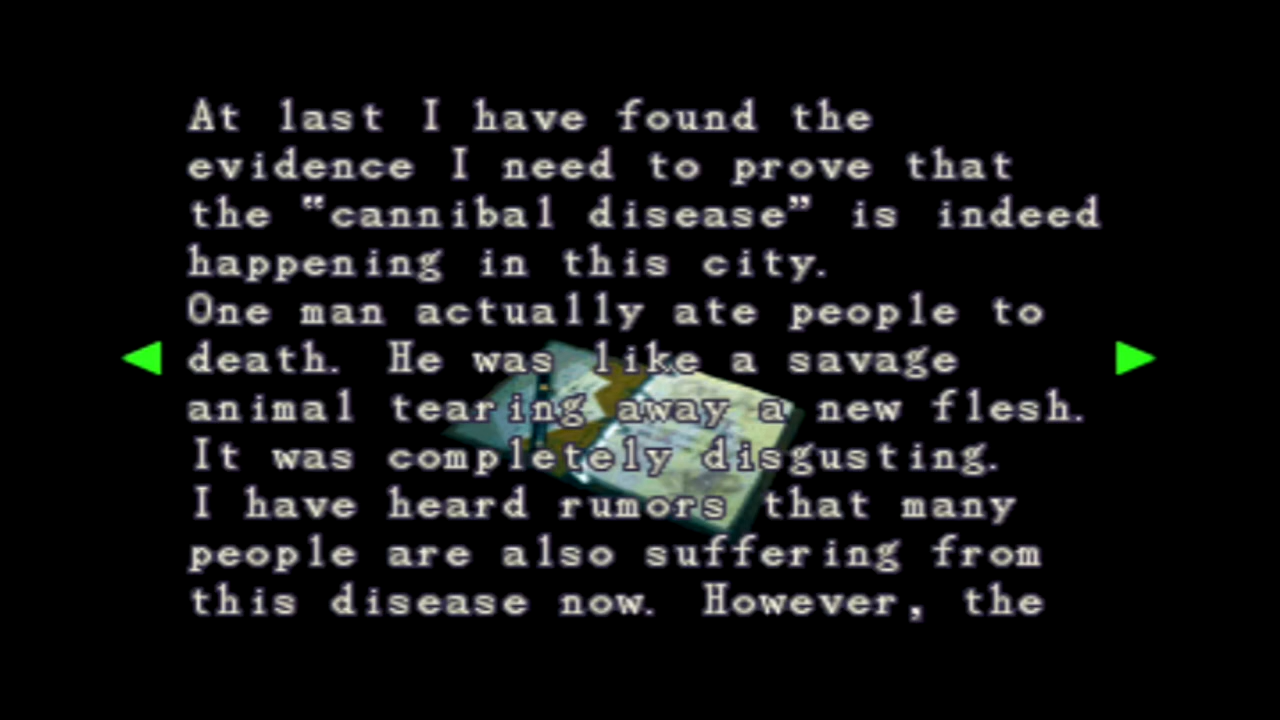 At last I have found the
evidence I need to prove that
the "cannibal disease" is indeed
happening in this city.
One man actually ate people to
death. He was like a savage
animal tearing away a new flesh.
It was completely disgusting.
I have heard rumors that many
people are also suffering from
this disease now. However, the